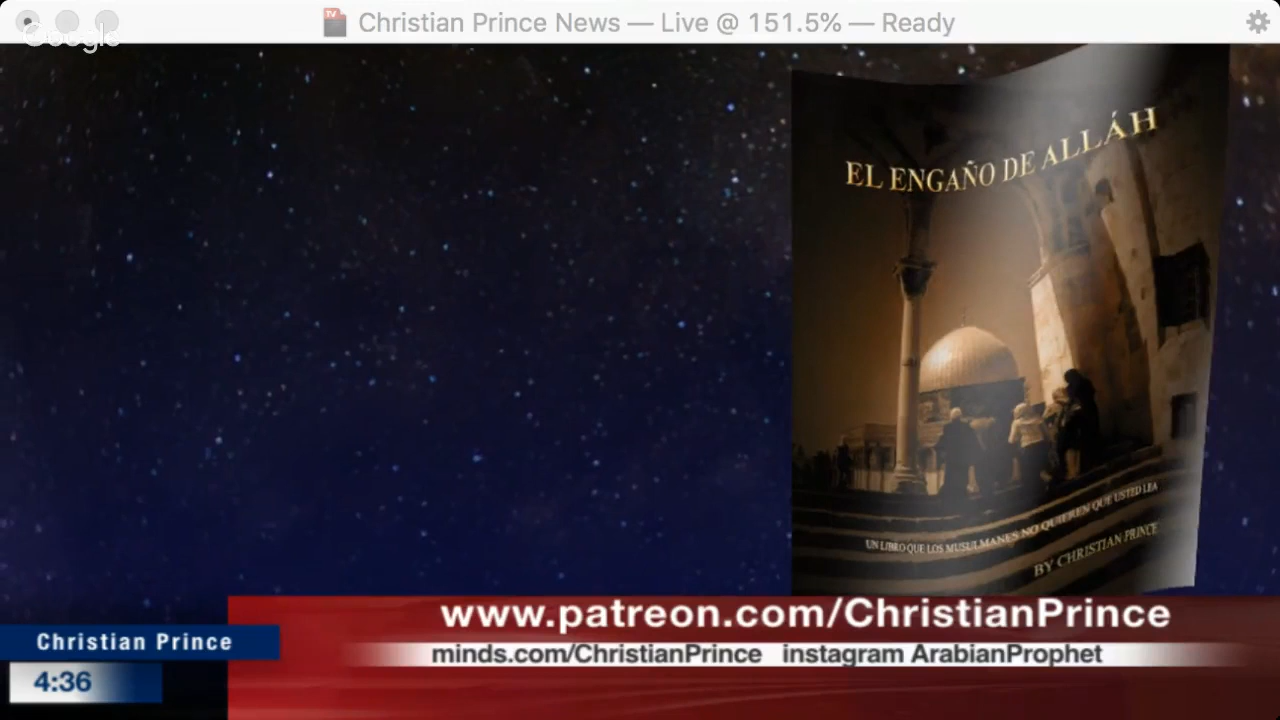 Christian Prince News — Live @ 151.5% — Ready
Google
EL ENGAÑO DE ALLÁH
UN LIBRO QUE LOS MUSULMANES NO QUIEREN QUE USTED LEA
BY CHRISTIAN PRINCE
www.patreon.com/ChristianPrince
Christian Prince
minds.com/ChristianPrince instagram ArabianProphet
4:36